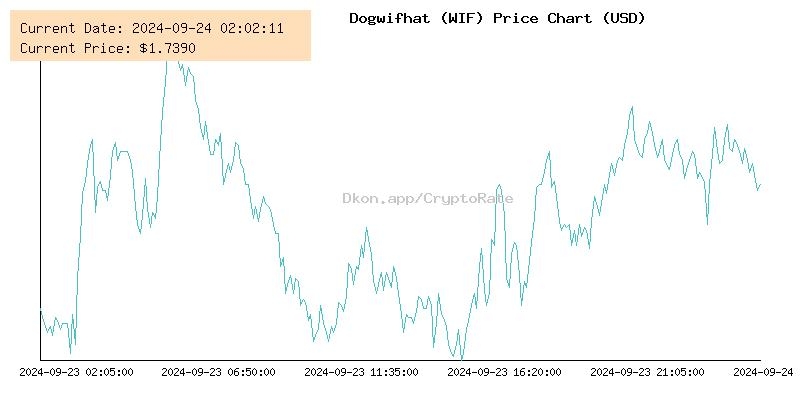 Dogwifhat (WIF) Price Chart (USD)
Current Date: 2024-09-24 02:02:11
Current Price: $1.7390
Dkon.app/CryptoRate
2024-09-23 02:05:00 2024-09-23 06:50:00 2024-09-23 11:35:00 2024-09-23 16:20:00 2024-09-23 21:05:00 2024-09-24